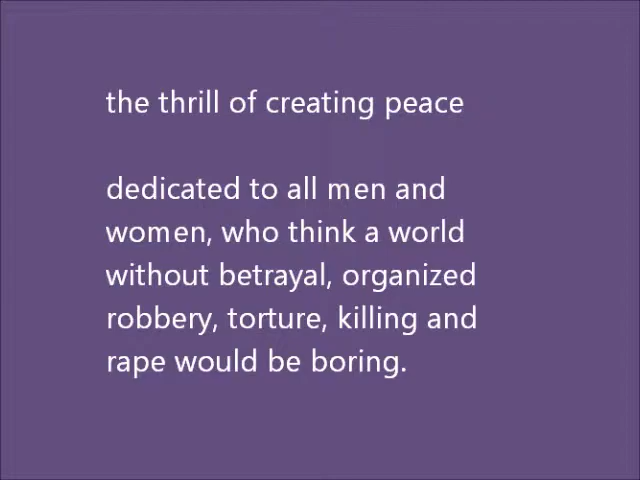 the thrill of creating peace
dedicated to all men and
women, who think a world
without betrayal, organized
robbery, torture, killing and
rape would be boring.